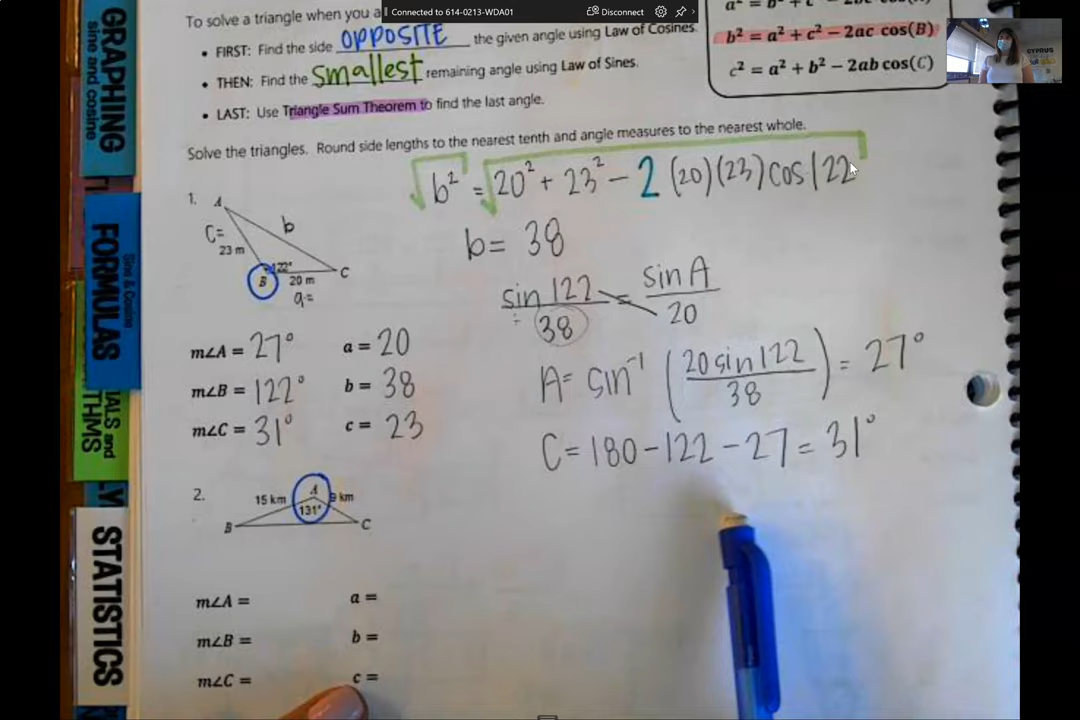 Connected to 614-0213-WDA01
Disconnect
To solve a triangle when you a
• FIRST: Find the side OPPOSITE the given angle using Law of Cosines.
• THEN: Find the Smallest remaining angle using Law of Sines.
• LAST: Use Triangle Sum Theorem to find the last angle.
b² = a² + c² − 2ac cos(B)
c² = a² + b² − 2ab cos(C)
CYPRUS
Solve the triangles. Round side lengths to the nearest tenth and angle measures to the nearest whole.
√b² = √20² + 23² − 2 (20)(23) cos 122
1.
A
C=
23 m
b
122°
B
20 m
C
a=
b = 38
sin 122 / 38 = sin A / 20
A = sin⁻¹ (20 sin 122 / 38) = 27°
C = 180 − 122 − 27 = 31°
m∠A = 27° a = 20
m∠B = 122° b = 38
m∠C = 31° c = 23
2.
15 km
A
9 km
131°
B
C
m∠A = a =
m∠B = b =
m∠C = c =
GRAPHING
sine and cosine
FORMULAS
Sine & Cosine
ALS and
THMS
STATISTICS